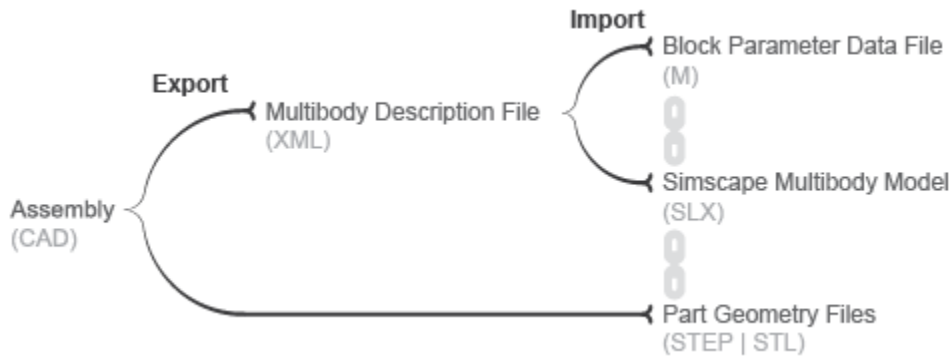 Import
Block Parameter Data File
(M)
Export
Multibody Description File
(XML)
Simscape Multibody Model
(SLX)
Assembly
(CAD)
Part Geometry Files
(STEP | STL)